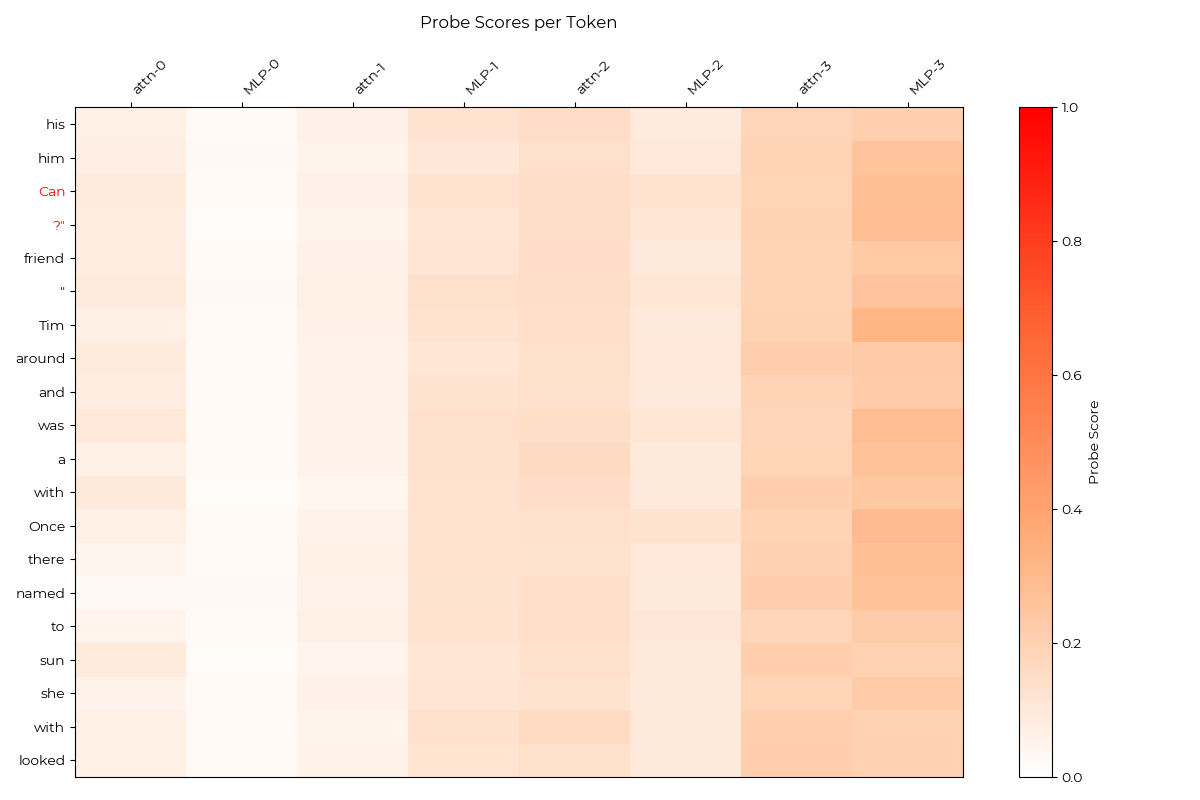 Probe Scores per Token
attn-0 MLP-0 attn-1 MLP-1 attn-2 MLP-2 attn-3 MLP-3
his
him
Can
?"
friend
"
Tim
around
and
was
a
with
Once
there
named
to
sun
she
with
looked
1.0
0.8
0.6
0.4
0.2
0.0
Probe Score